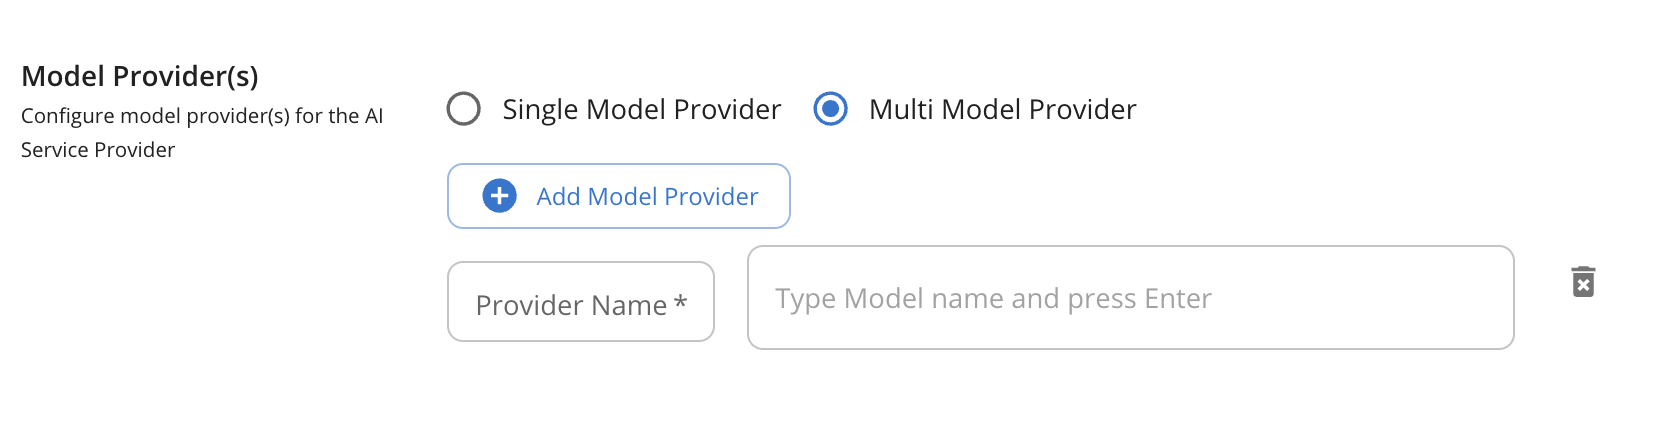 Model Provider(s)
Configure model provider(s) for the AI
Service Provider
Single Model Provider
Multi Model Provider
Add Model Provider
Provider Name *
Type Model name and press Enter